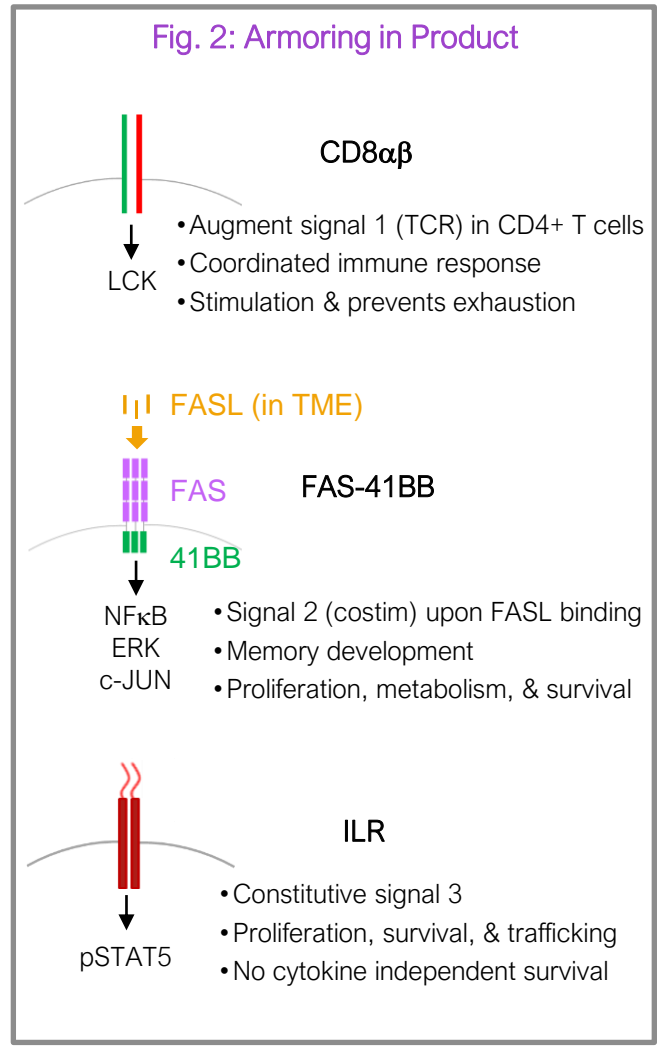 Fig. 2: Armoring in Product
CD8αβ
LCK
•Augment signal 1 (TCR) in CD4+ T cells
•Coordinated immune response
•Stimulation & prevents exhaustion
FASL (in TME)
FAS
FAS-41BB
41BB
NFκB
ERK
c-JUN
•Signal 2 (costim) upon FASL binding
•Memory development
•Proliferation, metabolism, & survival
ILR
pSTAT5
•Constitutive signal 3
•Proliferation, survival, & trafficking
•No cytokine independent survival